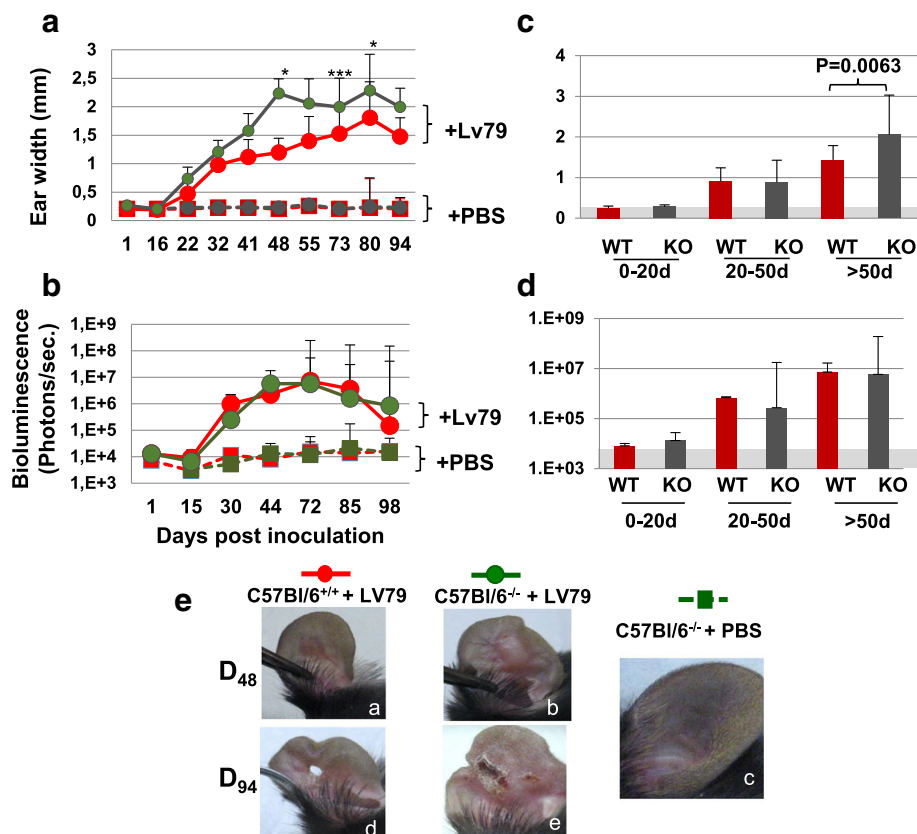 a
Ear width (mm)
3
2,5
2
1,5
1
0,5
0
* *** *
+Lv79
+PBS
1 16 22 32 41 48 55 73 80 94
c
4
3
2
1
0
P=0.0063
WT KO WT KO WT KO
0-20d 20-50d >50d
b
Bioluminescence
(Photons/sec.)
1,E+9
1,E+8
1,E+7
1,E+6
1,E+5
1,E+4
1,E+3
+Lv79
+PBS
1 15 30 44 72 85 98
Days post inoculation
d
1.E+09
1.E+07
1.E+05
1.E+03
WT KO WT KO WT KO
0-20d 20-50d >50d
e
C57Bl/6+/+ + LV79
C57Bl/6-/- + LV79
C57Bl/6-/- + PBS
D48
a
b
c
D94
d
e